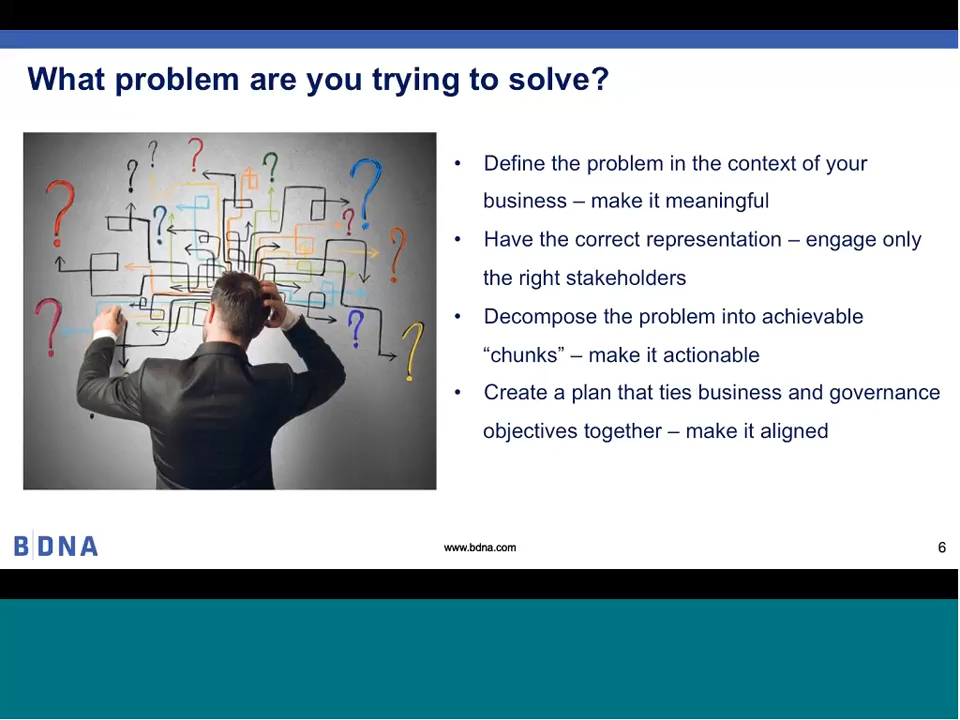 What problem are you trying to solve?
• Define the problem in the context of your
business – make it meaningful
• Have the correct representation – engage only
the right stakeholders
• Decompose the problem into achievable
“chunks” – make it actionable
• Create a plan that ties business and governance
objectives together – make it aligned
? ? ? ? ? ? ? ? ? ? ?
BDNA
www.bdna.com
6